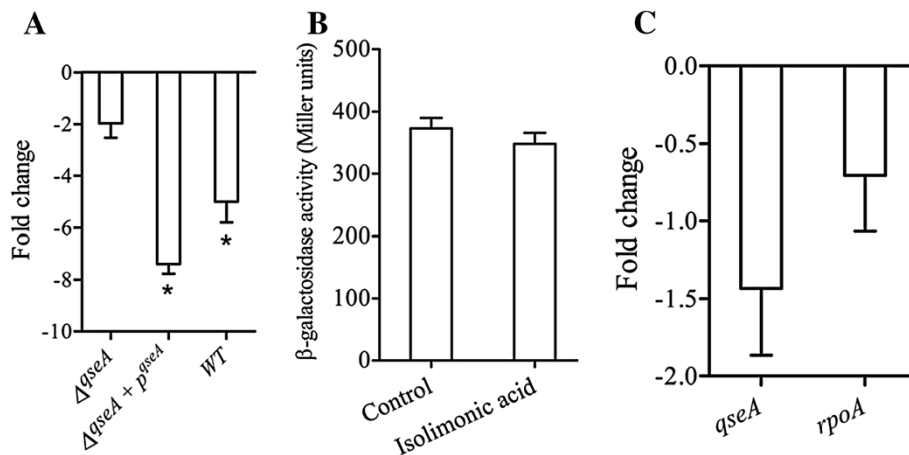 A
0
-2
-4
-6
-8
-10
Fold change
*
*
ΔqseA
ΔqseA + pqseA
WT
B
500
400
300
200
100
0
β-galactosidase activity (Miller units)
Control
Isolimonic acid
C
0.0
-0.5
-1.0
-1.5
-2.0
Fold change
qseA
rpoA